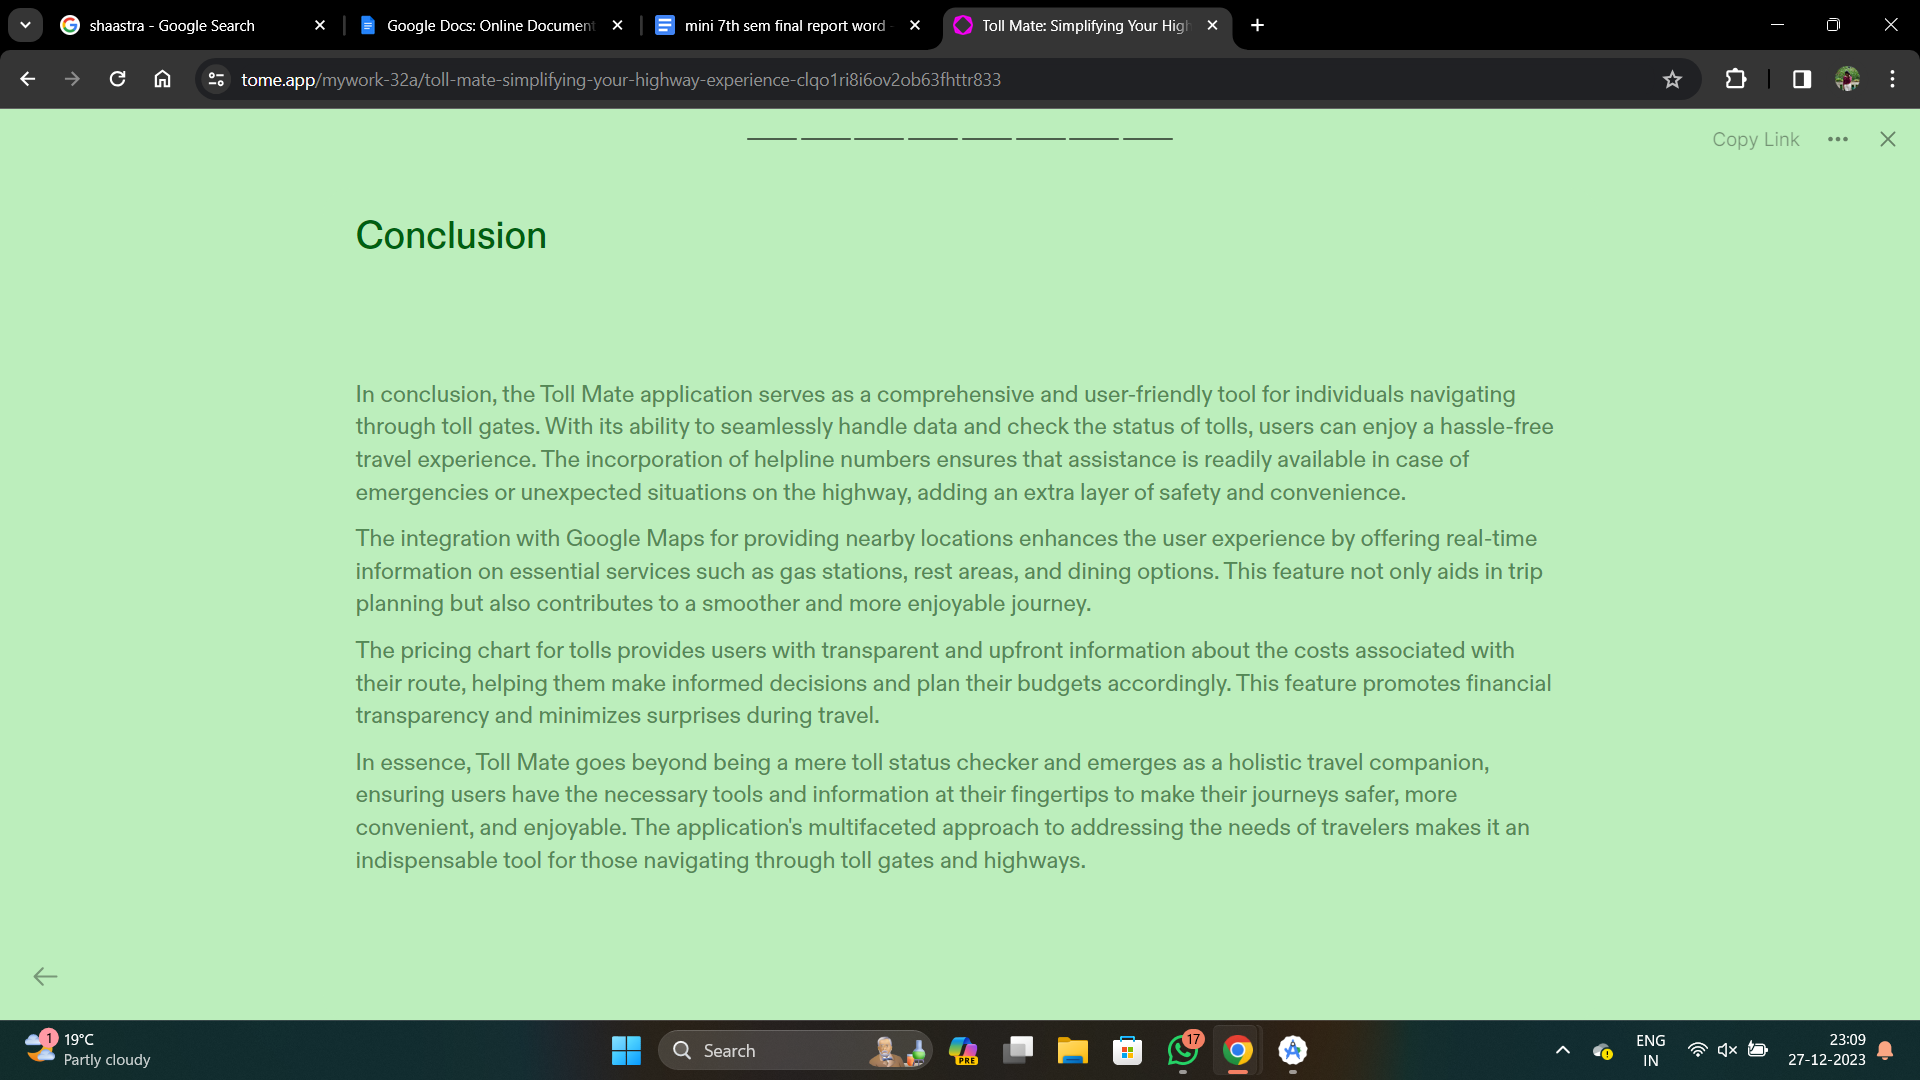 shaastra - Google Search
Google Docs: Online Document
mini 7th sem final report word -
Toll Mate: Simplifying Your High
tome.app/mywork-32a/toll-mate-simplifying-your-highway-experience-clqo1ri8i6ov2ob63fhttr833
Copy Link
Conclusion
In conclusion, the Toll Mate application serves as a comprehensive and user-friendly tool for individuals navigating
through toll gates. With its ability to seamlessly handle data and check the status of tolls, users can enjoy a hassle-free
travel experience. The incorporation of helpline numbers ensures that assistance is readily available in case of
emergencies or unexpected situations on the highway, adding an extra layer of safety and convenience.
The integration with Google Maps for providing nearby locations enhances the user experience by offering real-time
information on essential services such as gas stations, rest areas, and dining options. This feature not only aids in trip
planning but also contributes to a smoother and more enjoyable journey.
The pricing chart for tolls provides users with transparent and upfront information about the costs associated with
their route, helping them make informed decisions and plan their budgets accordingly. This feature promotes financial
transparency and minimizes surprises during travel.
In essence, Toll Mate goes beyond being a mere toll status checker and emerges as a holistic travel companion,
ensuring users have the necessary tools and information at their fingertips to make their journeys safer, more
convenient, and enjoyable. The application's multifaceted approach to addressing the needs of travelers makes it an
indispensable tool for those navigating through toll gates and highways.
1
19°C
Partly cloudy
Search
PRE
17
ENG
IN
23:09
27-12-2023